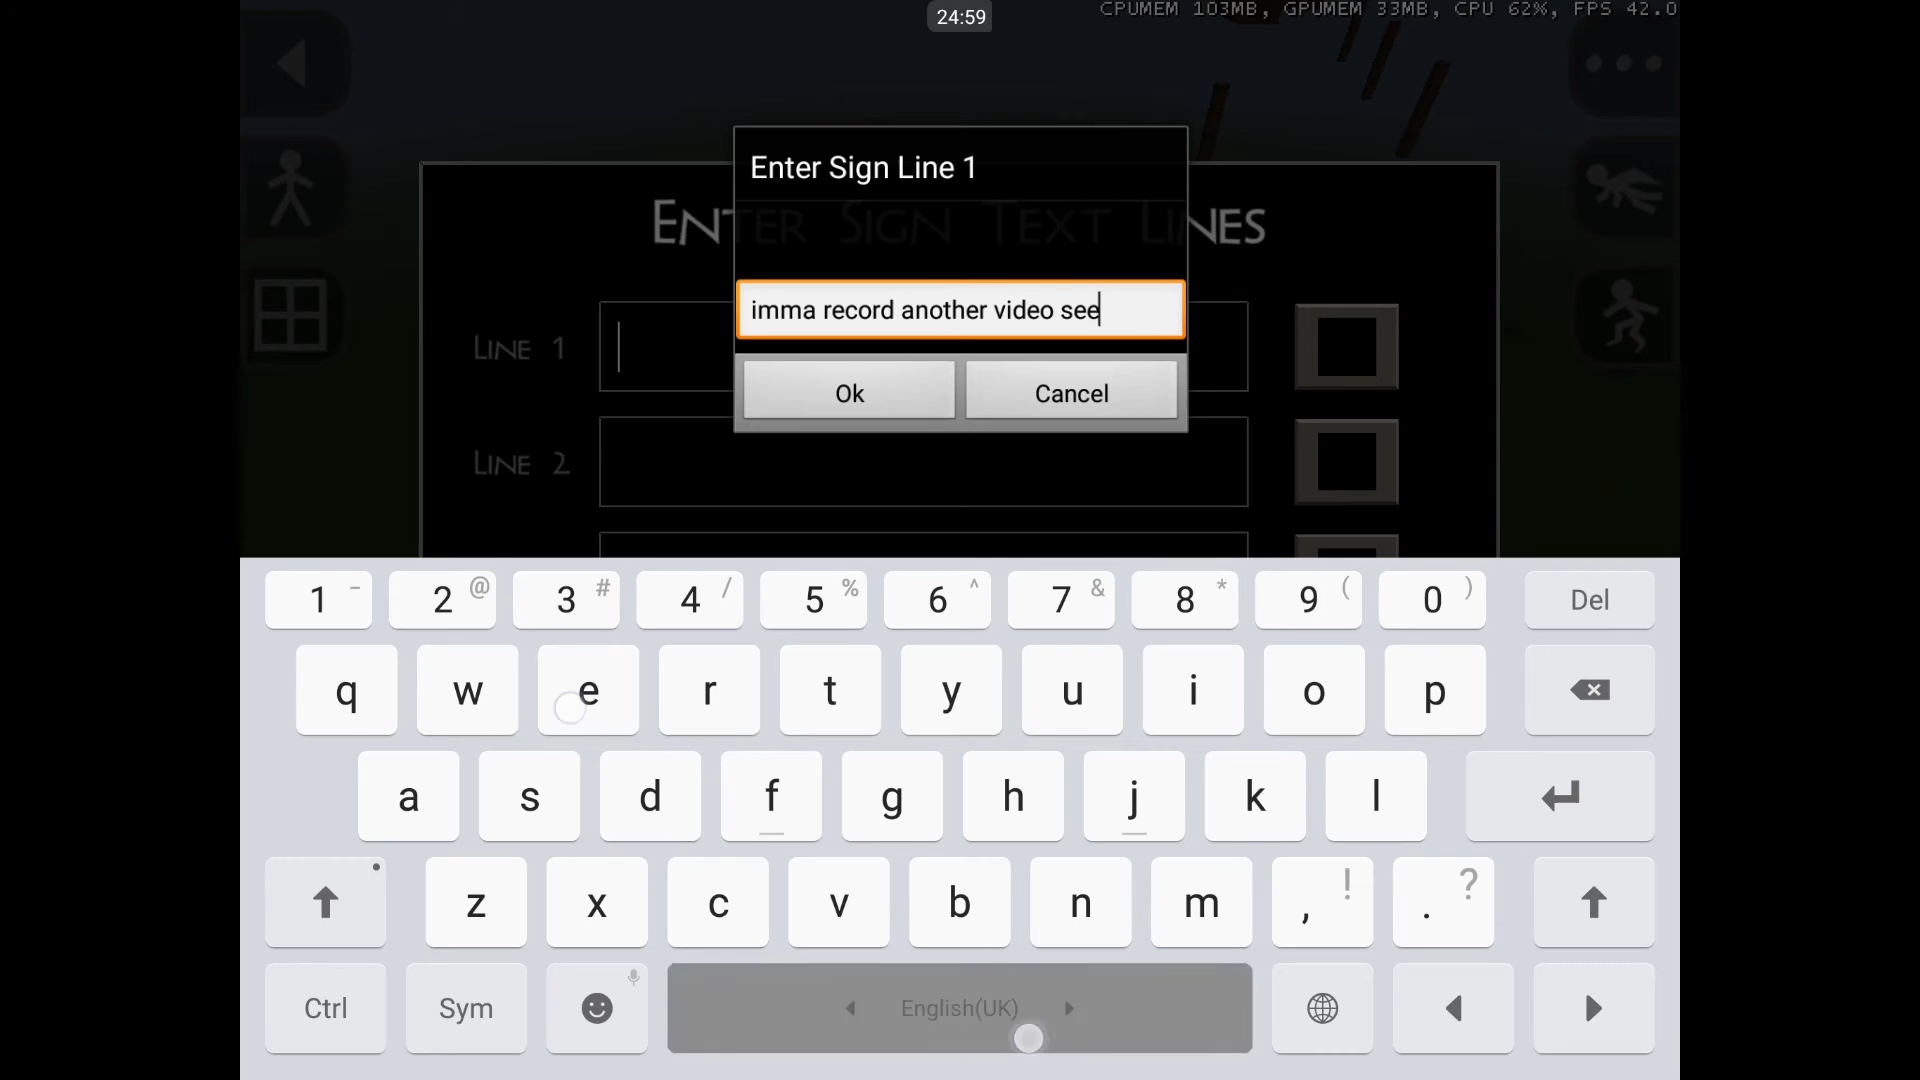 24:59
CPUMEM 103MB, GPUMEM 33MB, CPU 62%, FPS 42.0
Enter Sign Line 1
Enter Sign Text Lines
imma record another video see
Line 1
Ok Cancel
Line 2
1 - 2 @ 3 # 4 / 5 % 6 ^ 7 & 8 * 9 ( 0 ) Del
q w e r t y u i o p
a s d f g h j k l
z x c v b n m , ! . ?
Ctrl Sym English(UK)